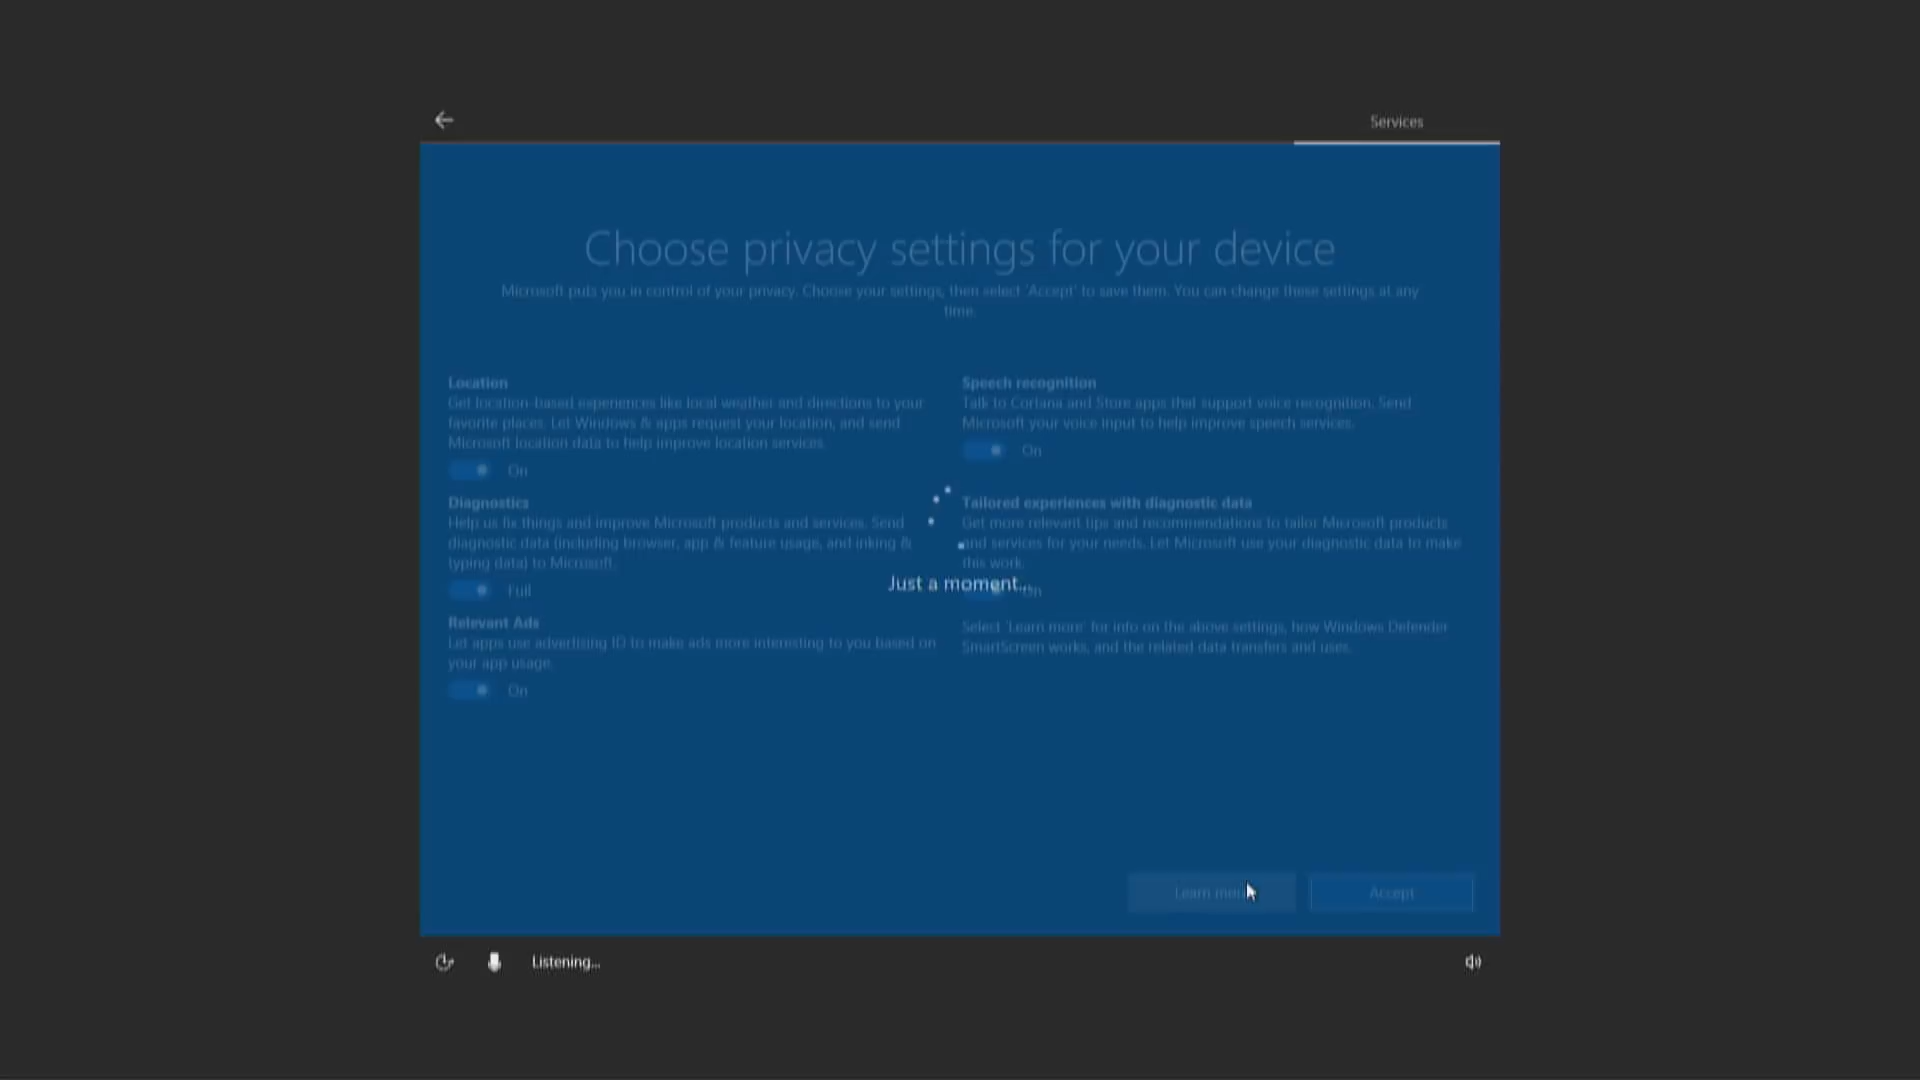 Services
Choose privacy settings for your device
Microsoft puts you in control of your privacy. Choose your settings, then select 'Accept' to save them. You can change these settings at any
time.
Location
Get location-based experiences like local weather and directions to your
favorite places. Let Windows & apps request your location, and send
Microsoft location data to help improve location services.
On
Diagnostics
Help us fix things and improve Microsoft products and services. Send
diagnostic data (including browser, app & feature usage, and inking &
typing data) to Microsoft.
Full
Relevant Ads
Let apps use advertising ID to make ads more interesting to you based on
your app usage.
On
Speech recognition
Talk to Cortana and Store apps that support voice recognition. Send
Microsoft your voice input to help improve speech services.
On
Tailored experiences with diagnostic data
Get more relevant tips and recommendations to tailor Microsoft products
and services for your needs. Let Microsoft use your diagnostic data to make
this work.
On
Select 'Learn more' for info on the above settings, how Windows Defender
SmartScreen works, and the related data transfers and uses.
Just a moment...
Learn more
Accept
Listening...